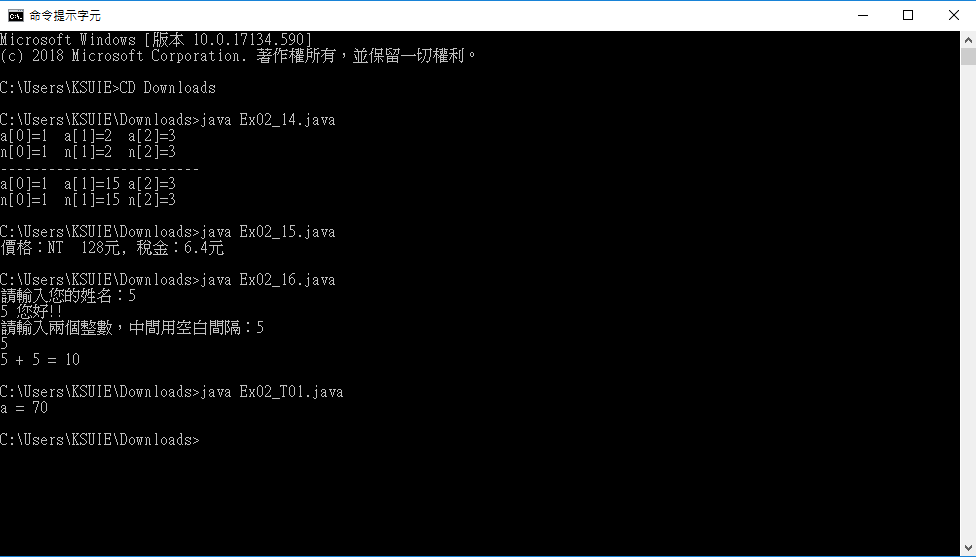 命令提示字元
Microsoft Windows [版本 10.0.17134.590]
(c) 2018 Microsoft Corporation. 著作權所有，並保留一切權利。
C:\Users\KSUIE>CD Downloads
C:\Users\KSUIE\Downloads>java Ex02_14.java
a[0]=1  a[1]=2  a[2]=3
n[0]=1  n[1]=2  n[2]=3
-------------------------
a[0]=1  a[1]=15 a[2]=3
n[0]=1  n[1]=15 n[2]=3
C:\Users\KSUIE\Downloads>java Ex02_15.java
價格：NT  128元, 稅金：6.4元
C:\Users\KSUIE\Downloads>java Ex02_16.java
請輸入您的姓名：5
5 您好!!
請輸入兩個整數，中間用空白間隔：5
5
5 + 5 = 10
C:\Users\KSUIE\Downloads>java Ex02_T01.java
a = 70
C:\Users\KSUIE\Downloads>